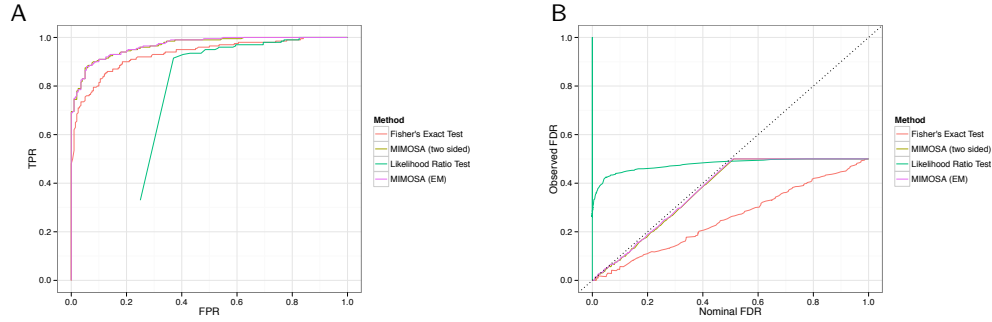 A
1.0
0.8
0.6
0.4
0.2
0.0
TPR
0.0
0.2
0.4
0.6
0.8
1.0
FPR
Method
Fisher's Exact Test
MIMOSA (two sided)
Likelihood Ratio Test
MIMOSA (EM)
B
1.0
0.8
0.6
0.4
0.2
0.0
Observed FDR
0.0
0.2
0.4
0.6
0.8
1.0
Nominal FDR
Method
Fisher's Exact Test
MIMOSA (two sided)
Likelihood Ratio Test
MIMOSA (EM)